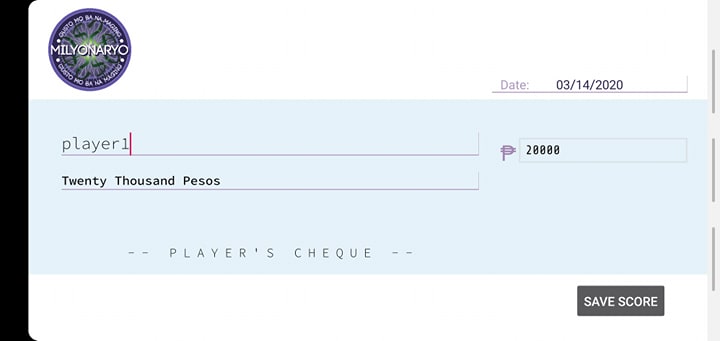 GUSTO MO BA NA MAGING
MILYONARYO
GUSTO MO BA NA MAGING
Date: 03/14/2020
player1
₱ 20000
Twenty Thousand Pesos
-- PLAYER'S CHEQUE --
SAVE SCORE